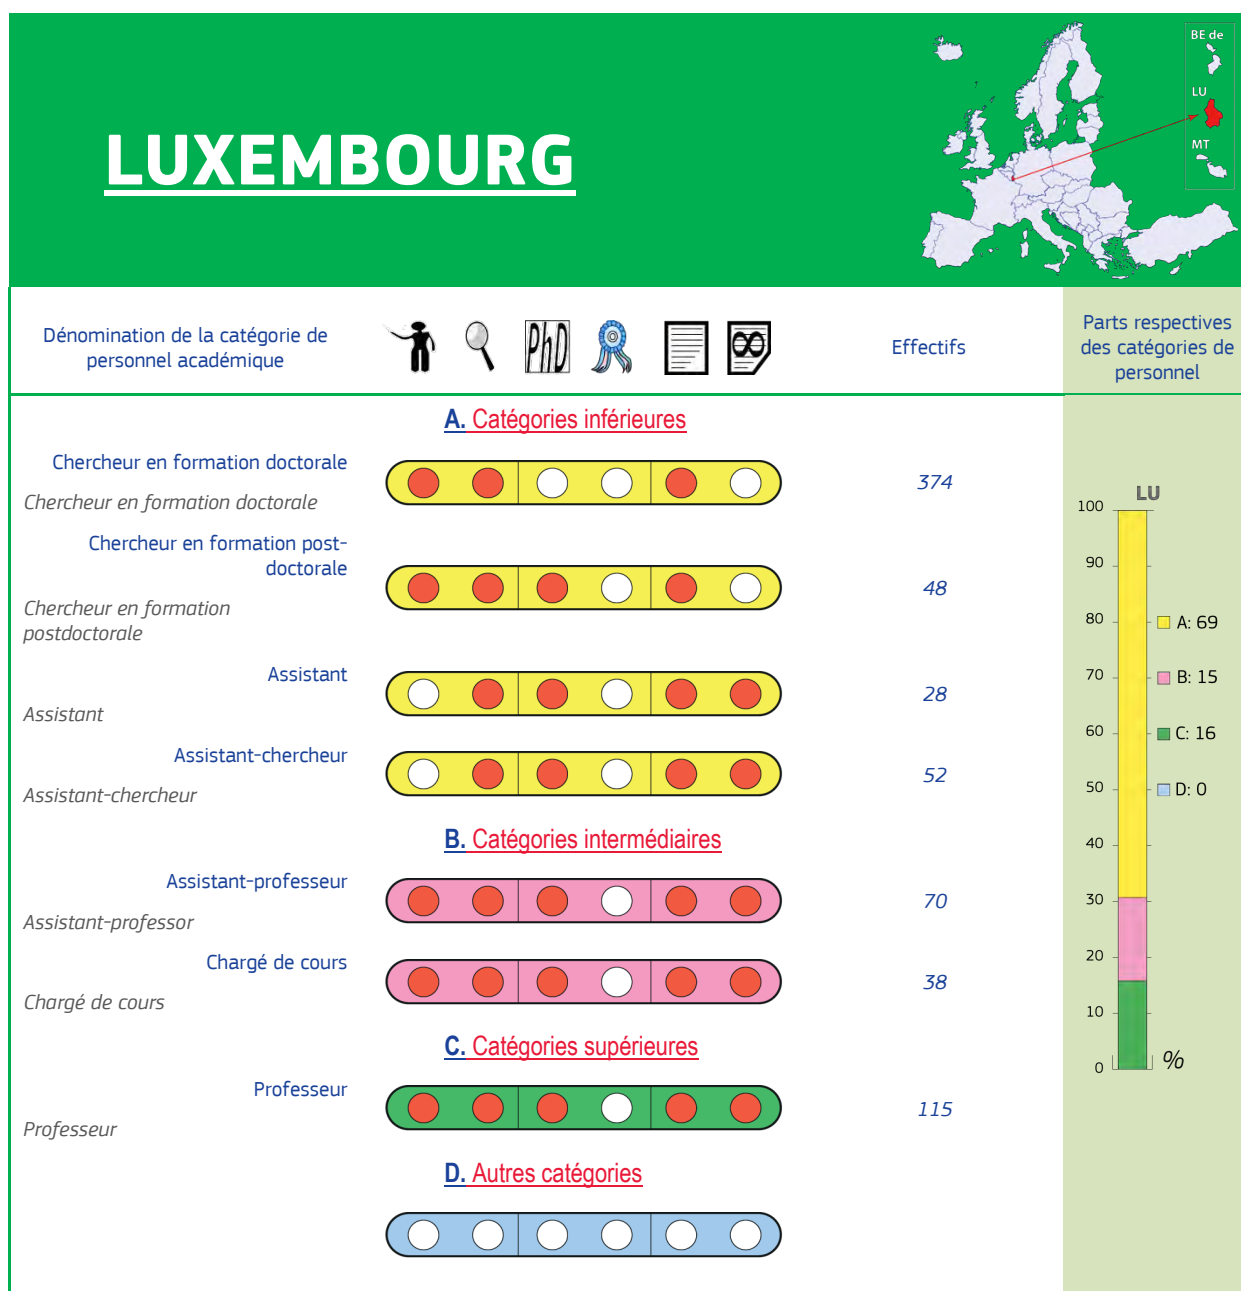 LUXEMBOURG
BE de
LU
MT
Dénomination de la catégorie de
personnel académique
PhD
Effectifs
Parts respectives
des catégories de
personnel
A. Catégories inférieures
Chercheur en formation doctorale
Chercheur en formation doctorale
374
Chercheur en formation post-
doctorale
Chercheur en formation
postdoctorale
48
Assistant
Assistant
28
Assistant-chercheur
Assistant-chercheur
52
B. Catégories intermédiaires
Assistant-professeur
Assistant-professor
70
Chargé de cours
Chargé de cours
38
C. Catégories supérieures
Professeur
Professeur
115
D. Autres catégories
LU
100
90
80
70
60
50
40
30
20
10
0
%
A: 69
B: 15
C: 16
D: 0